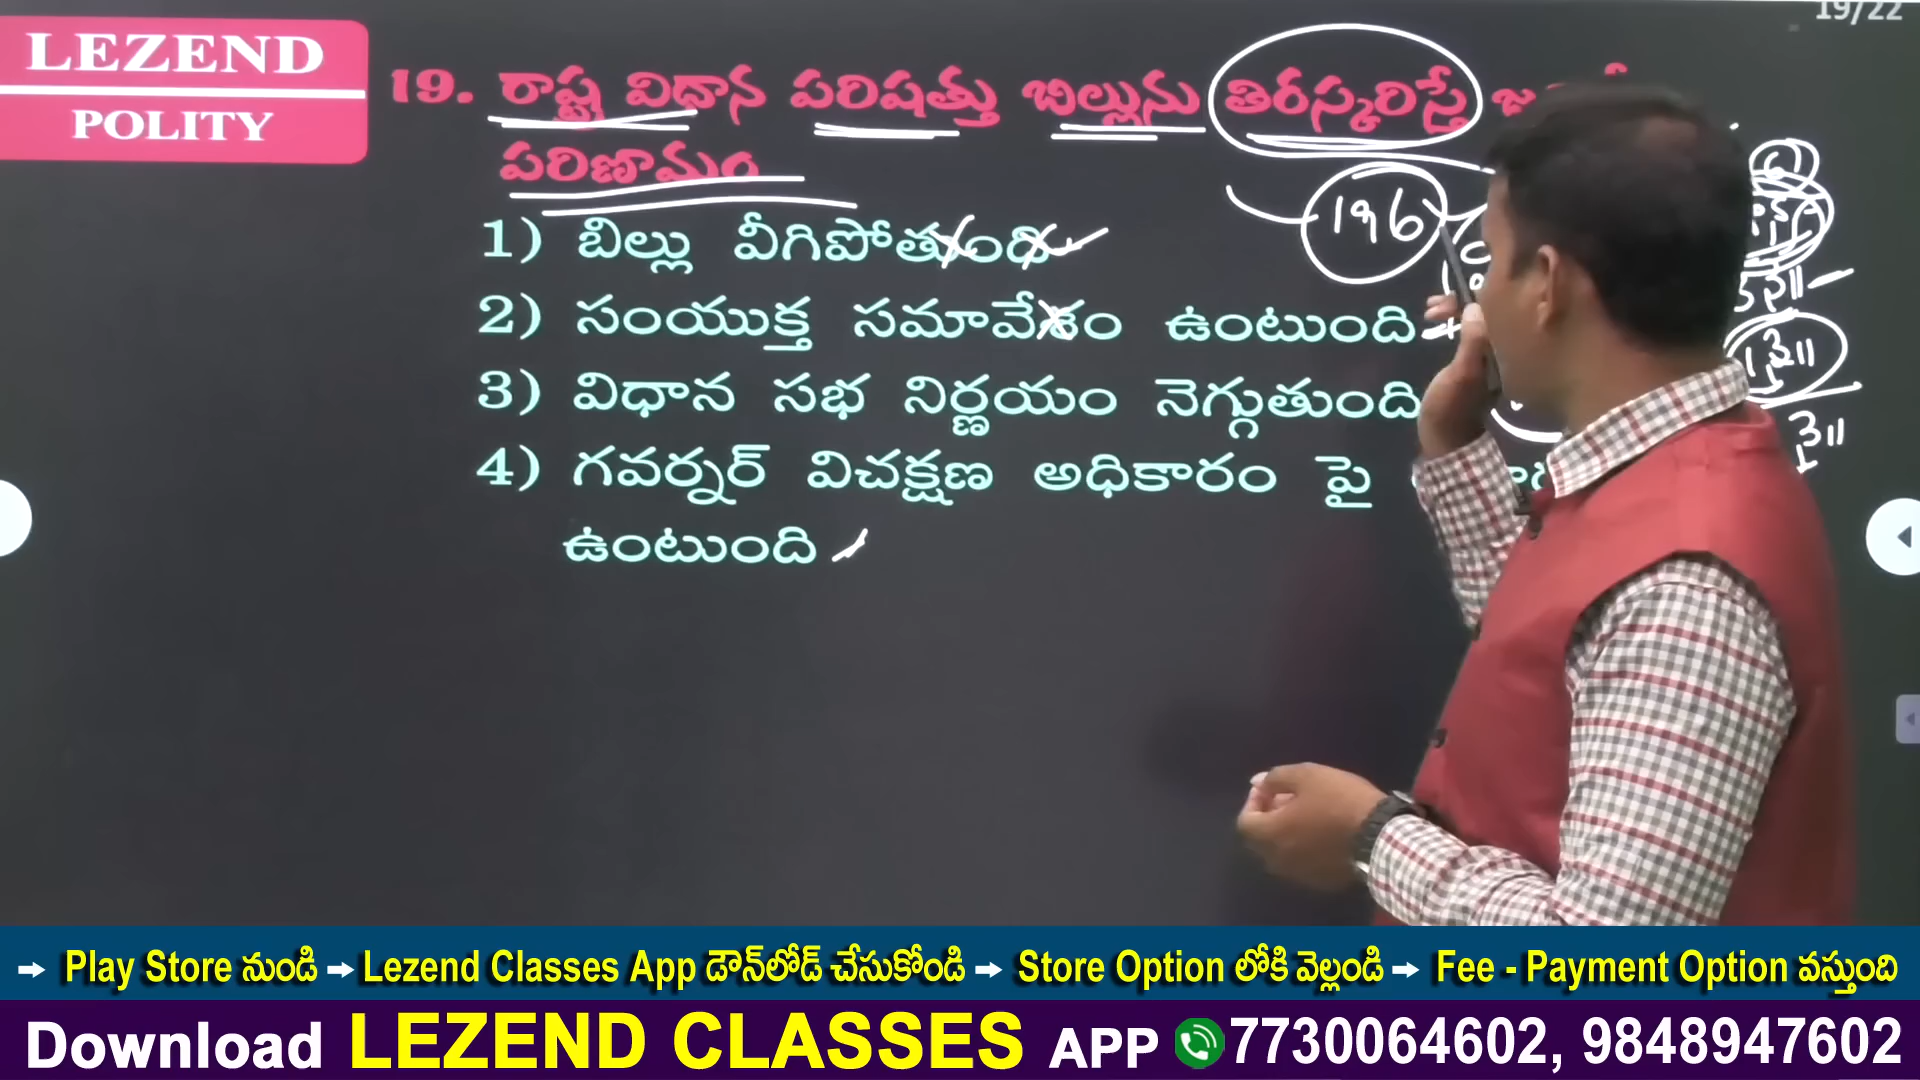 19/22
LEZEND
POLITY
19. రాష్ట్ర విధాన పరిషత్తు బిల్లును తిరస్కరిస్తే
పరిణామం
196
1) బిల్లు వీగిపోతుంది
2) సంయుక్త సమావేశం ఉంటుంది
3) విధాన సభ నిర్ణయం నెగ్గుతుంది
4) గవర్నర్ విచక్షణ అధికారం పై
ఉంటుంది
→ Play Store నుండి → Lezend Classes App డౌన్‌లోడ్ చేసుకోండి → Store Option లోకి వెల్లండి → Fee - Payment Option వస్తుంది
Download LEZEND CLASSES APP 7730064602, 9848947602